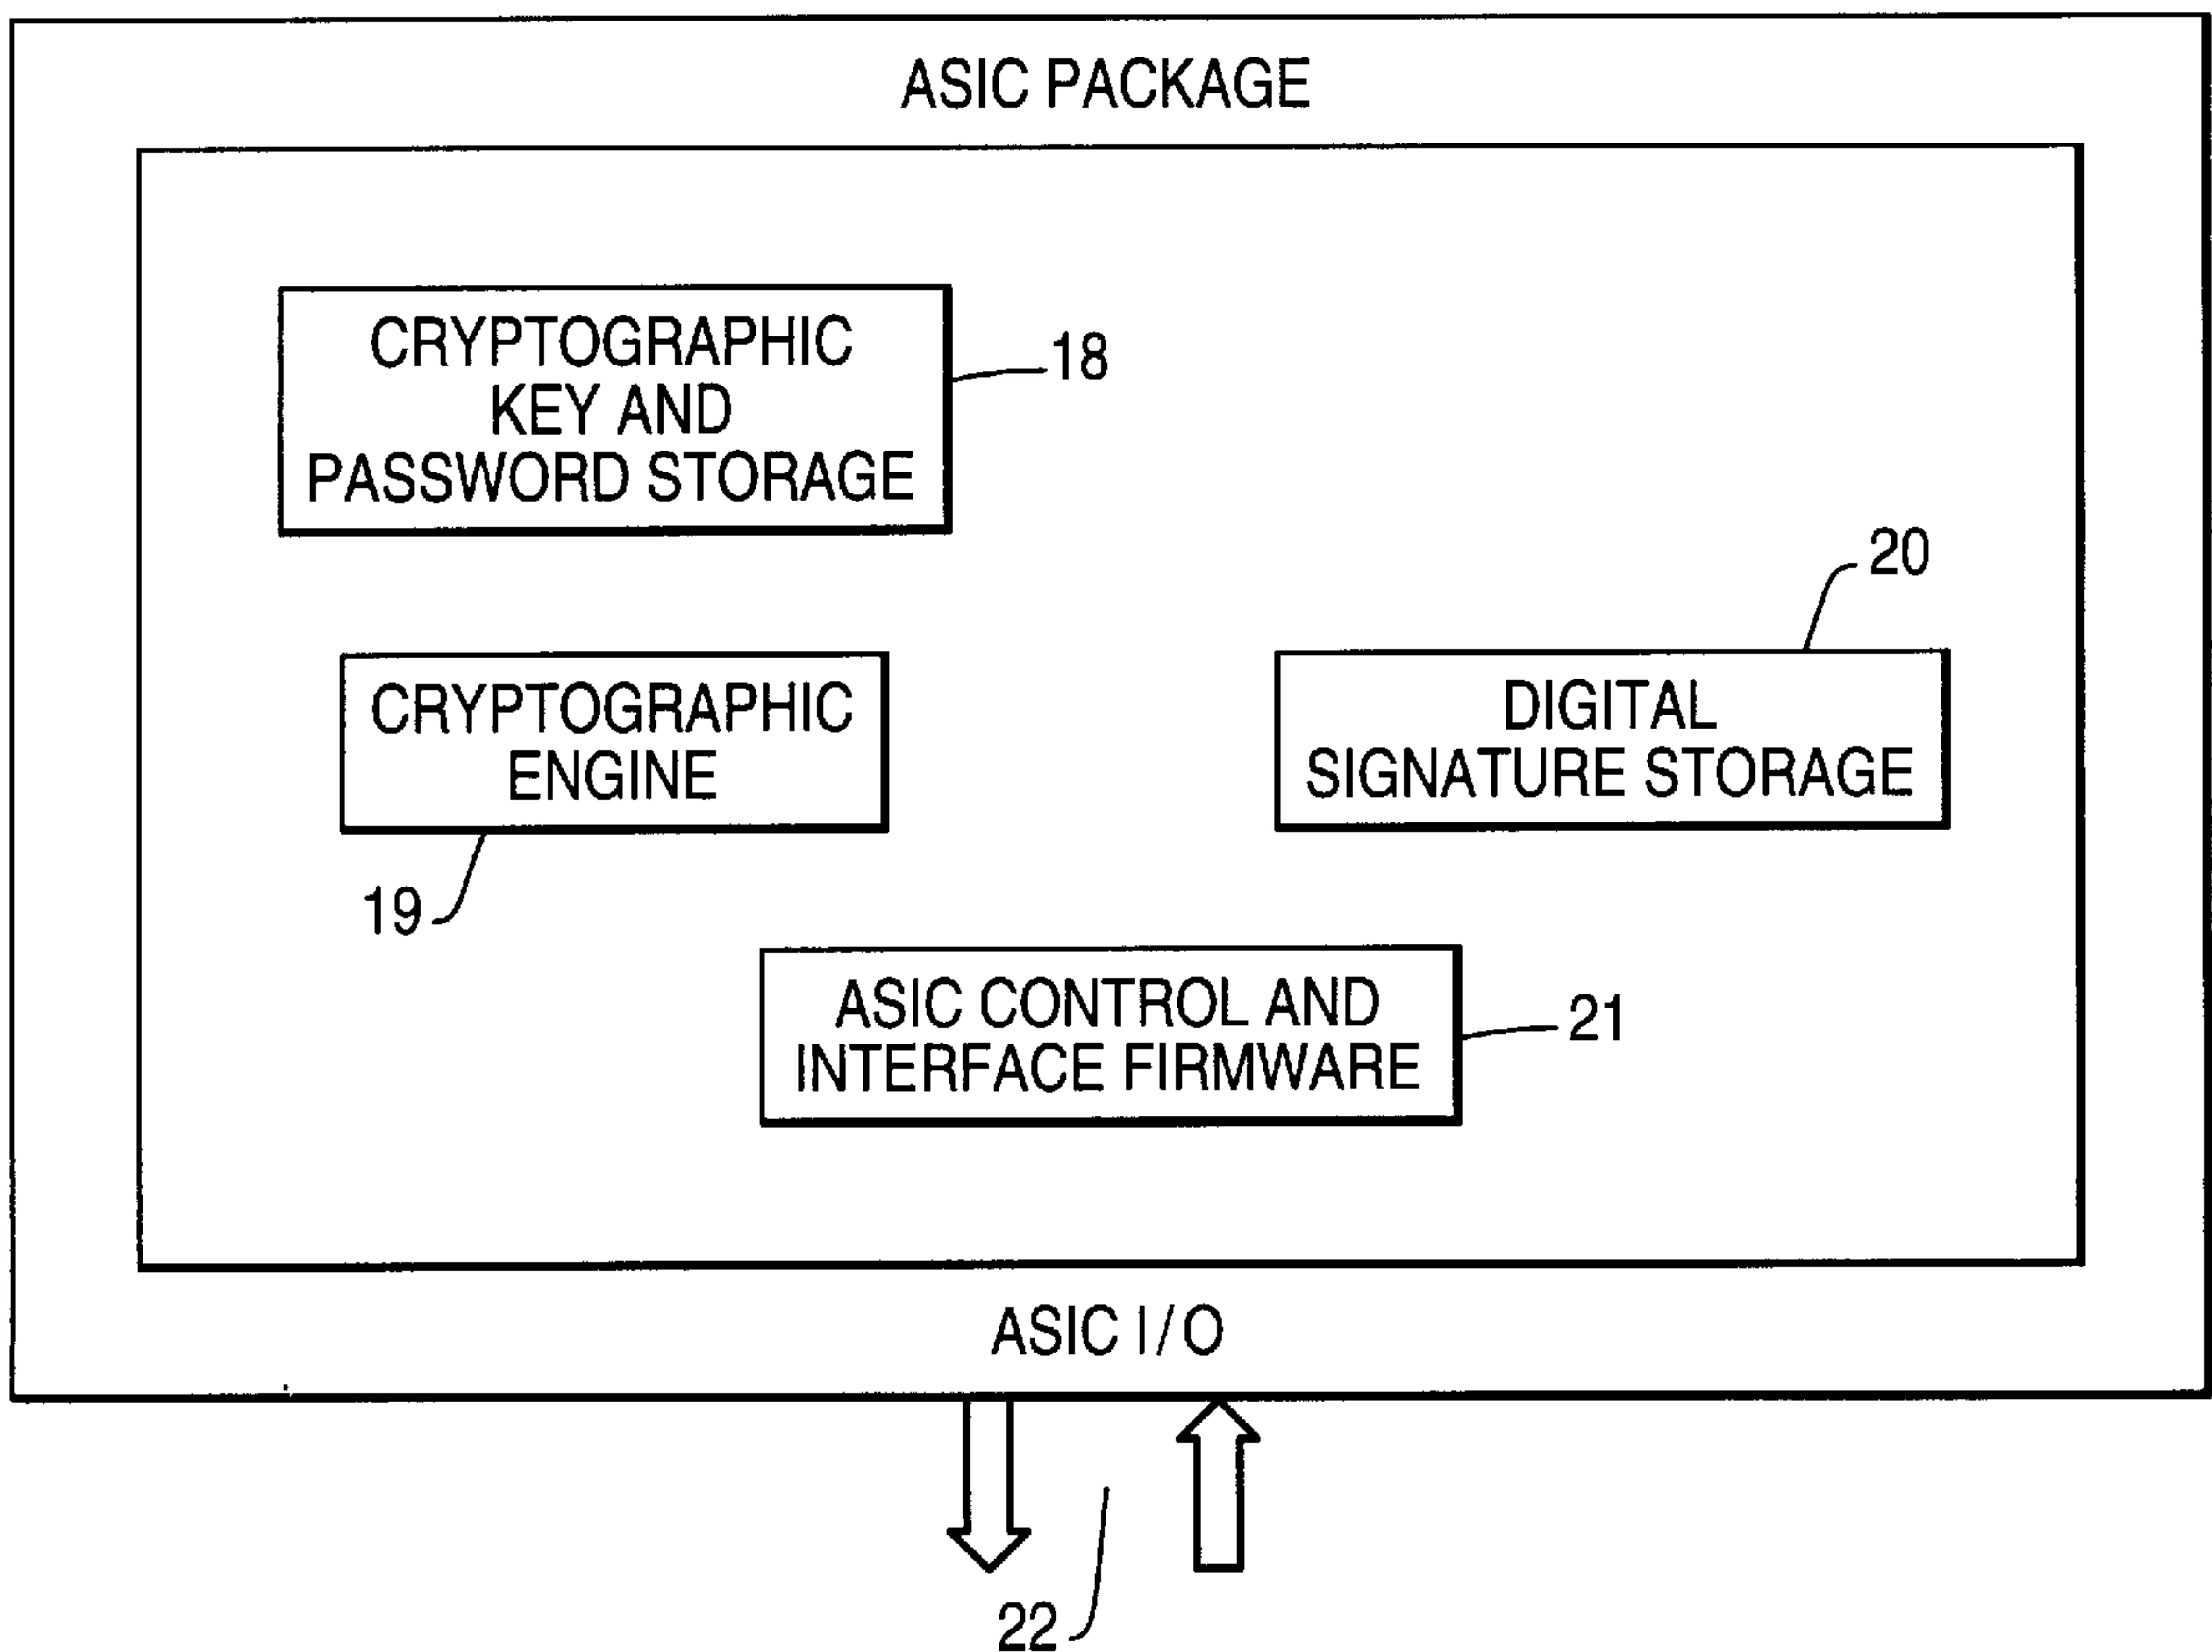 ASIC PACKAGE
CRYPTOGRAPHIC
KEY AND
PASSWORD STORAGE
18
20
CRYPTOGRAPHIC
ENGINE
DIGITAL
SIGNATURE STORAGE
19
ASIC CONTROL AND
INTERFACE FIRMWARE
21
ASIC I/O
22